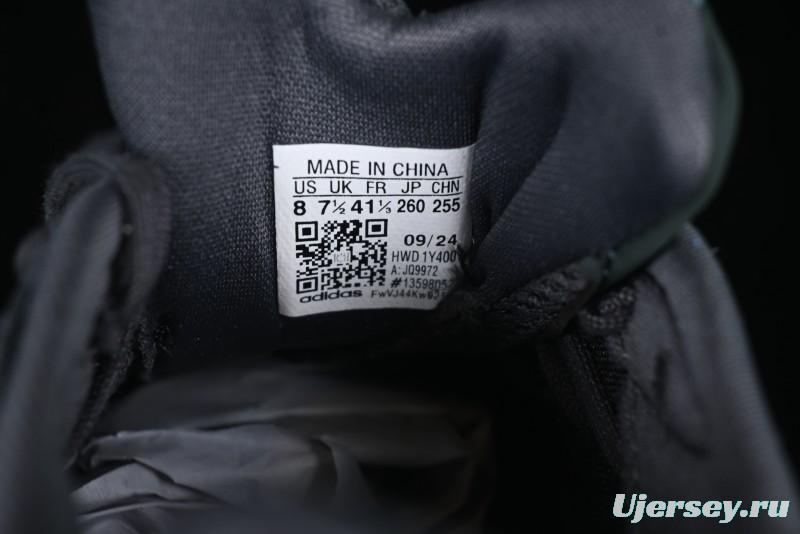 MADE IN CHINA
US UK FR JP CHN
8 7½ 41⅓ 260 255
09/24
HWD 1Y400
A: JQ9972
adidas
Ujersey.ru